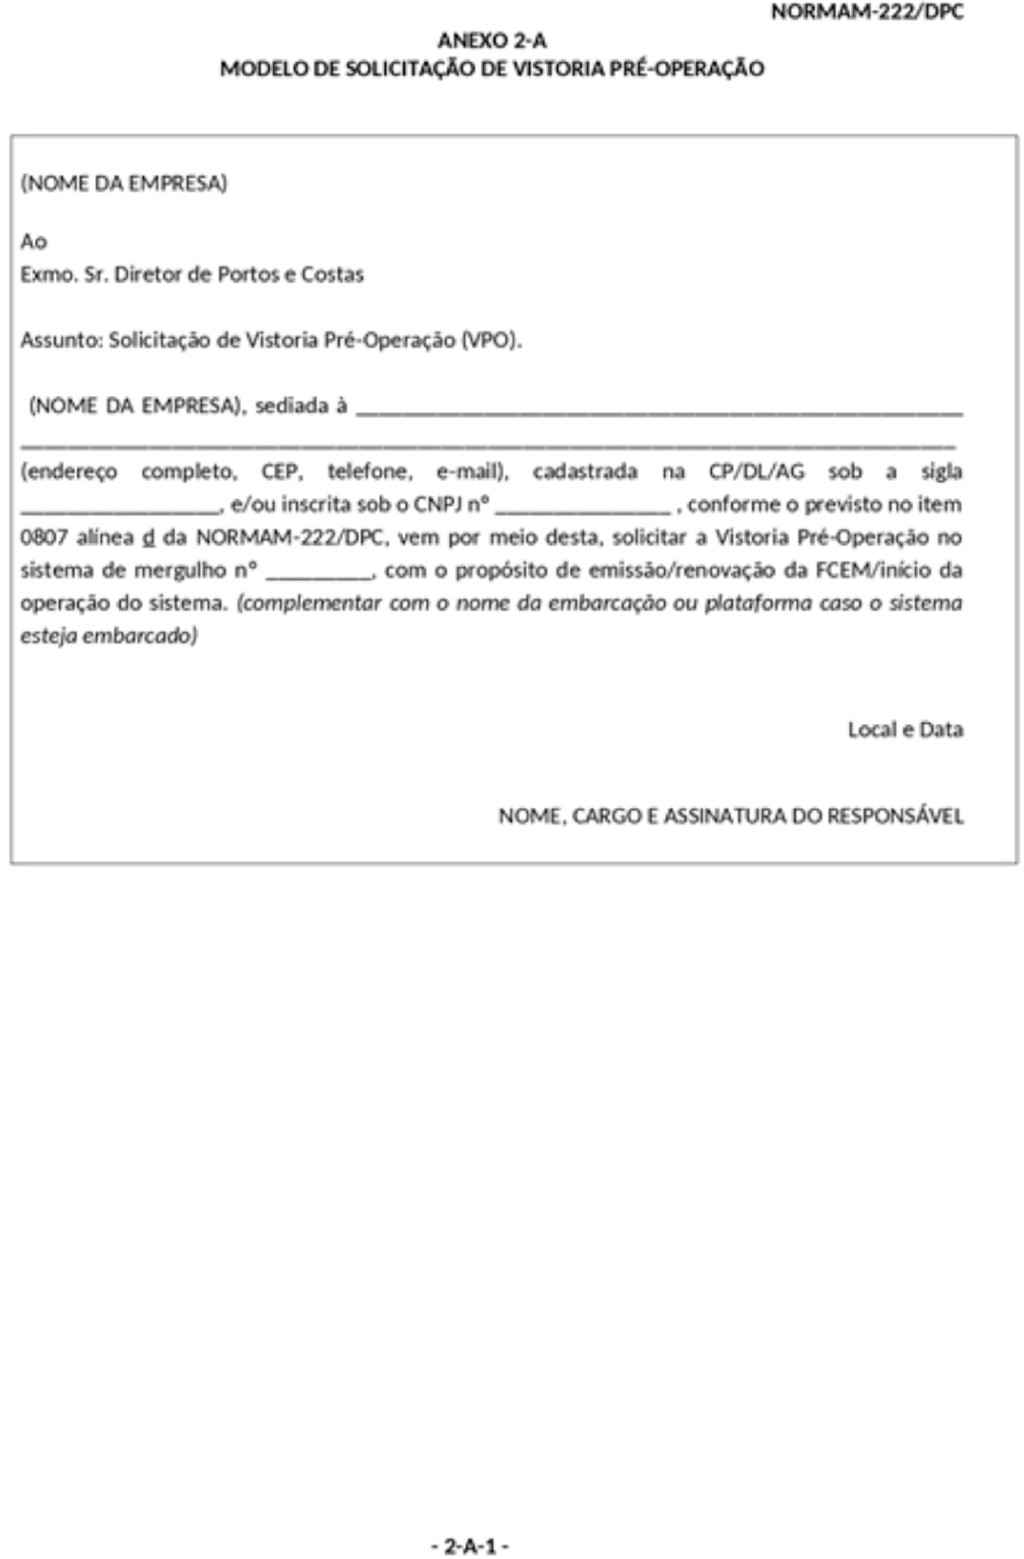 NORMAM-222/DPC
ANEXO 2-A
MODELO DE SOLICITAÇÃO DE VISTORIA PRÉ-OPERAÇÃO
(NOME DA EMPRESA)
Ao
Exmo. Sr. Diretor de Portos e Costas
Assunto: Solicitação de Vistoria Pré-Operação (VPO).
(NOME DA EMPRESA), sediada à ____________________________________________________
________________________________________________________________________________
(endereço completo, CEP, telefone, e-mail), cadastrada na CP/DL/AG sob a sigla
_________________, e/ou inscrita sob o CNPJ nº _______________ , conforme o previsto no item
0807 alínea d da NORMAM-222/DPC, vem por meio desta, solicitar a Vistoria Pré-Operação no
sistema de mergulho nº _________, com o propósito de emissão/renovação da FCEM/início da
operação do sistema. (complementar com o nome da embarcação ou plataforma caso o sistema
esteja embarcado)
Local e Data
NOME, CARGO E ASSINATURA DO RESPONSÁVEL
- 2-A-1 -